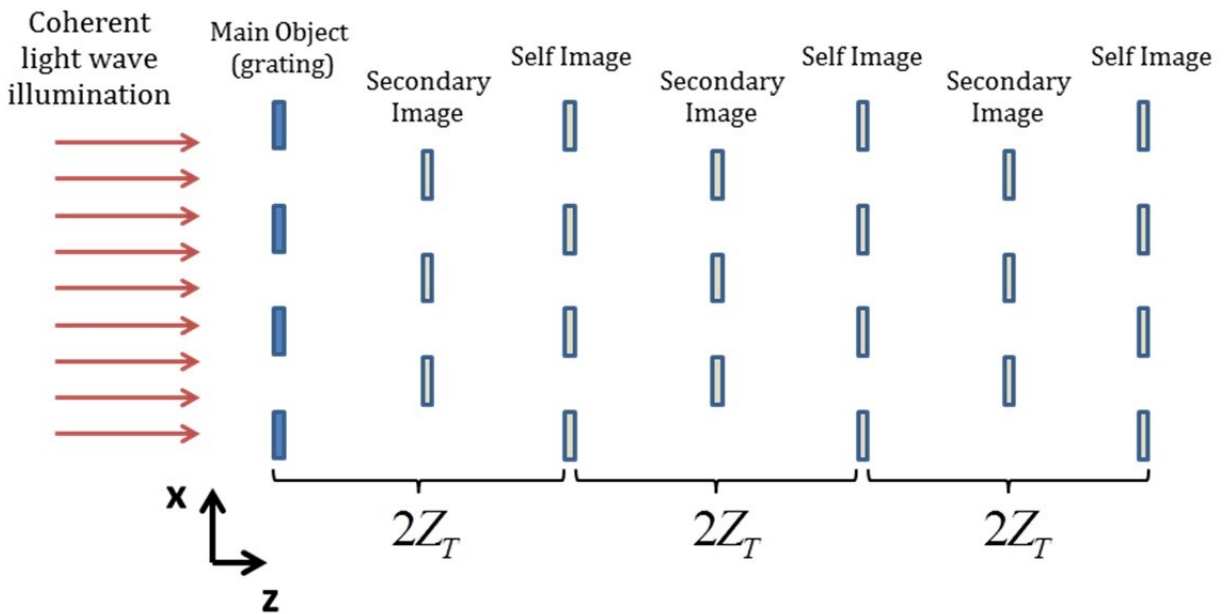 Coherent
light wave
illumination
Main Object
(grating)
Secondary
Image
Self Image
Secondary
Image
Self Image
Secondary
Image
Self Image
2Z_T
2Z_T
2Z_T
x
z